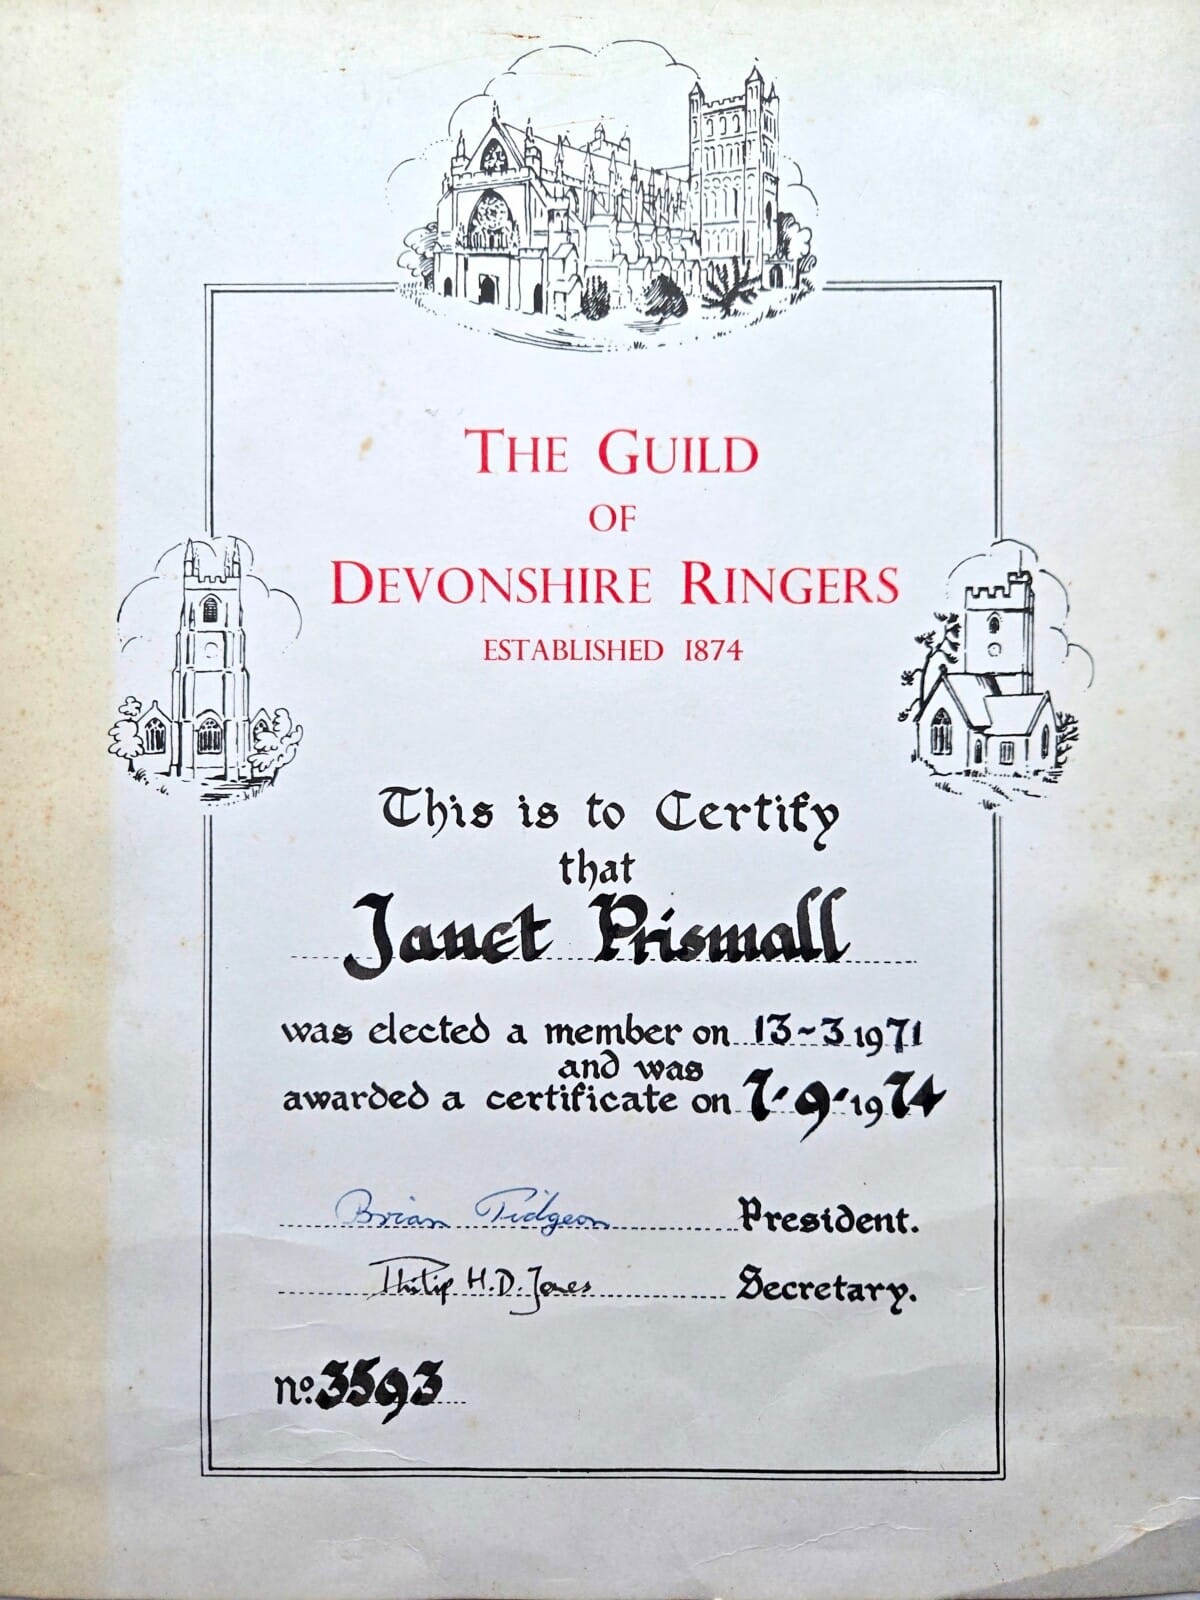 THE GUILD
OF
DEVONSHIRE RINGERS
ESTABLISHED 1874
This is to Certify
that
Janet Prismall
was elected a member on 13-3 1971
and was
awarded a certificate on 7·9·1974
Brian Pidgeon President.
Philip H.D. Jones Secretary.
no. 3593